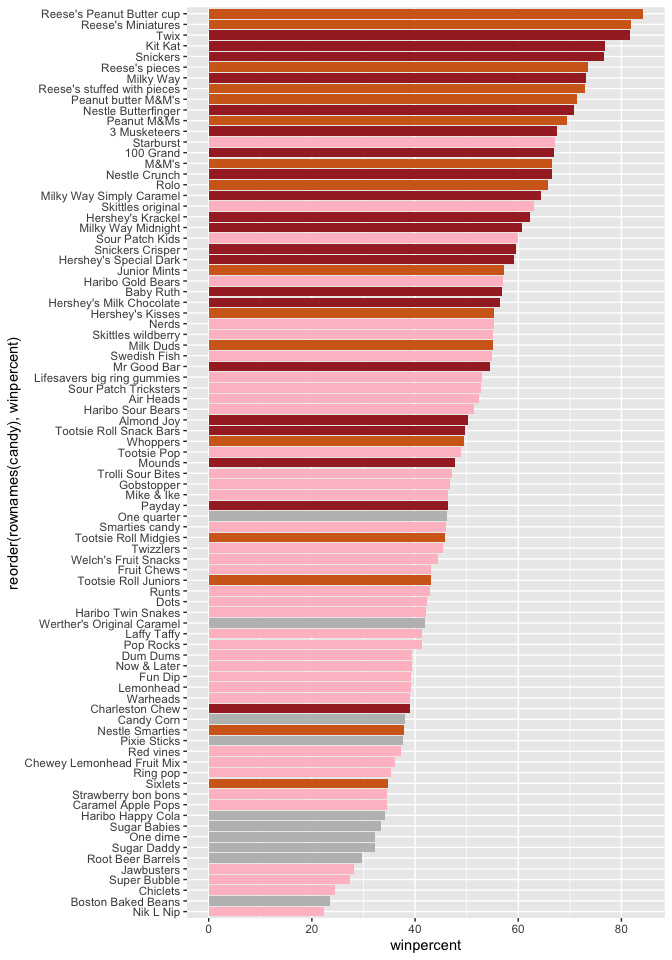 Reese's Peanut Butter cup
Reese's Miniatures
Twix
Kit Kat
Snickers
Reese's pieces
Milky Way
Reese's stuffed with pieces
Peanut butter M&M's
Nestle Butterfinger
Peanut M&Ms
3 Musketeers
Starburst
100 Grand
M&M's
Nestle Crunch
Rolo
Milky Way Simply Caramel
Skittles original
Hershey's Krackel
Milky Way Midnight
Sour Patch Kids
Snickers Crisper
Hershey's Special Dark
Junior Mints
Haribo Gold Bears
Baby Ruth
Hershey's Milk Chocolate
Hershey's Kisses
Nerds
Skittles wildberry
Milk Duds
Swedish Fish
Mr Good Bar
Lifesavers big ring gummies
Sour Patch Tricksters
Air Heads
Haribo Sour Bears
Almond Joy
Tootsie Roll Snack Bars
Whoppers
Tootsie Pop
Mounds
Trolli Sour Bites
Gobstopper
Mike & Ike
Payday
One quarter
Smarties candy
Tootsie Roll Midgies
Twizzlers
Welch's Fruit Snacks
Fruit Chews
Tootsie Roll Juniors
Runts
Dots
Haribo Twin Snakes
Werther's Original Caramel
Laffy Taffy
Pop Rocks
Dum Dums
Now & Later
Fun Dip
Lemonhead
Warheads
Charleston Chew
Candy Corn
Nestle Smarties
Pixie Sticks
Red vines
Chewey Lemonhead Fruit Mix
Ring pop
Sixlets
Strawberry bon bons
Caramel Apple Pops
Haribo Happy Cola
Sugar Babies
One dime
Sugar Daddy
Root Beer Barrels
Jawbusters
Super Bubble
Chiclets
Boston Baked Beans
Nik L Nip
reorder(rownames(candy), winpercent)
0 20 40 60 80
winpercent